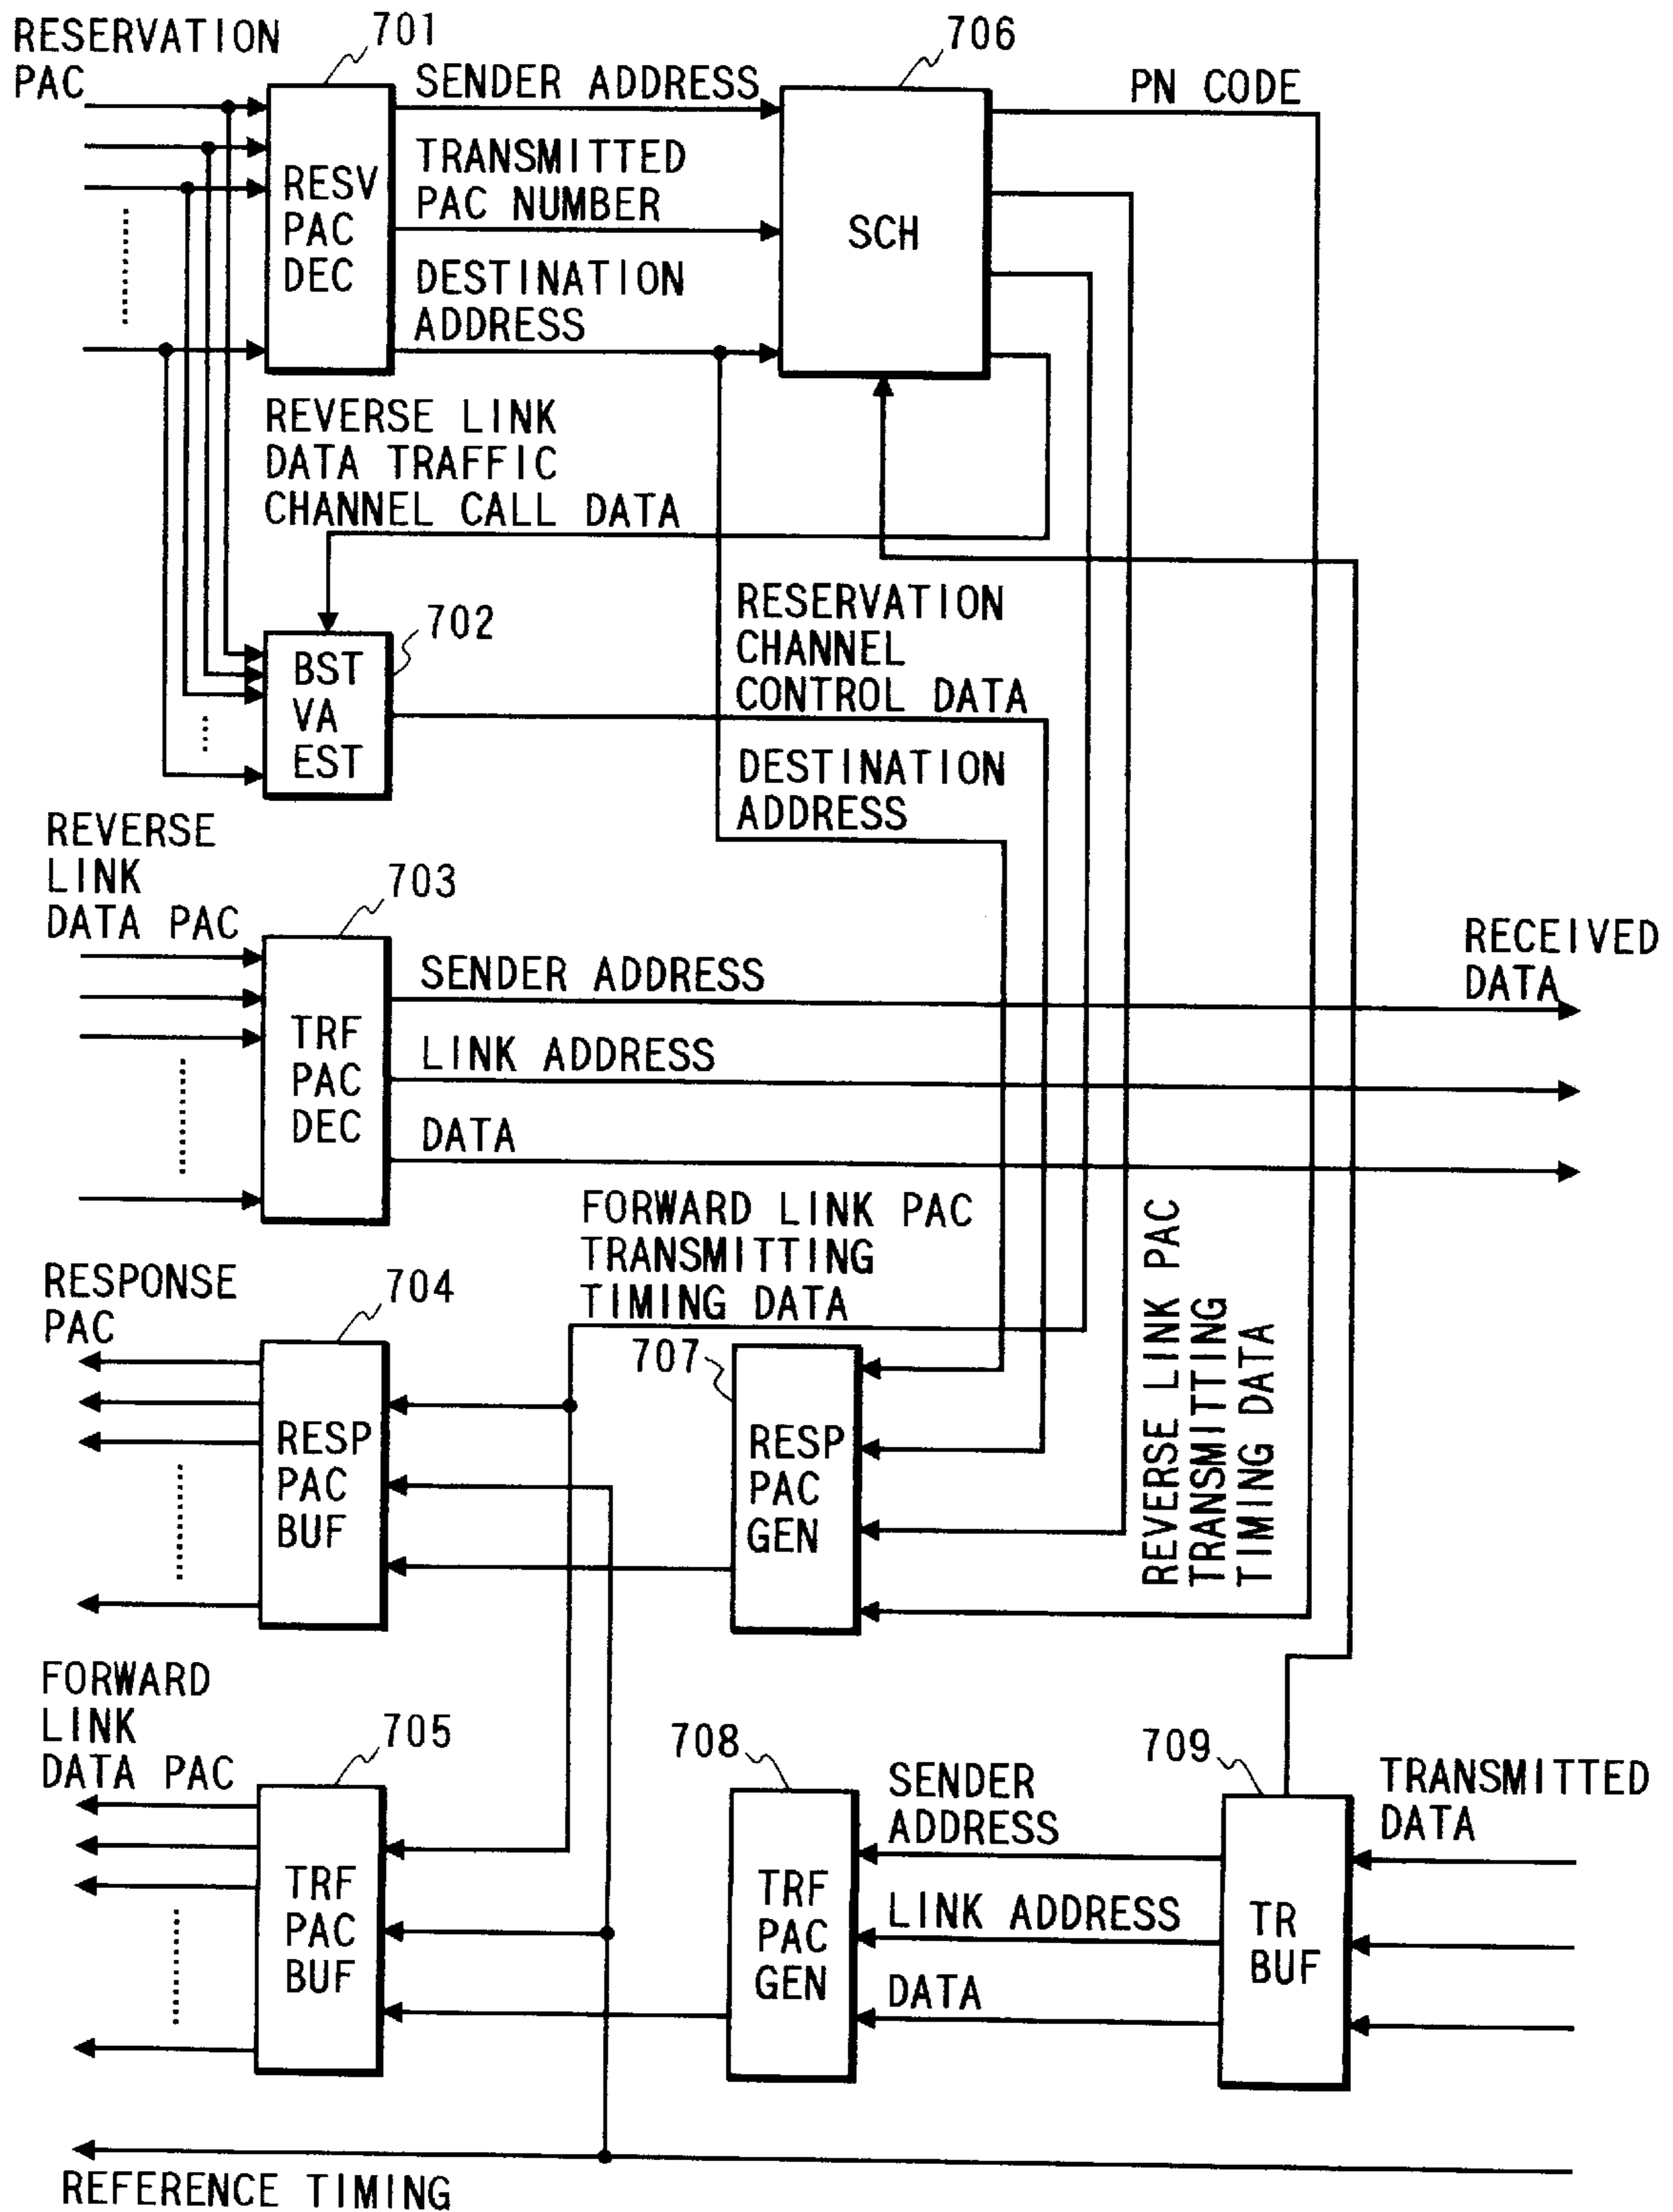 RESERVATION
PAC
701
RESV
PAC
DEC
SENDER ADDRESS
TRANSMITTED
PAC NUMBER
DESTINATION
ADDRESS
706
SCH
PN CODE
REVERSE LINK
DATA TRAFFIC
CHANNEL CALL DATA
702
BST
VA
EST
RESERVATION
CHANNEL
CONTROL DATA
DESTINATION
ADDRESS
REVERSE
LINK
DATA PAC
703
TRF
PAC
DEC
SENDER ADDRESS
LINK ADDRESS
DATA
RECEIVED
DATA
FORWARD LINK PAC
TRANSMITTING
TIMING DATA
REVERSE LINK PAC
TRANSMITTING
TIMING DATA
RESPONSE
PAC
704
RESP
PAC
BUF
707
RESP
PAC
GEN
FORWARD
LINK
DATA PAC
705
TRF
PAC
BUF
708
TRF
PAC
GEN
SENDER
ADDRESS
LINK ADDRESS
DATA
709
TR
BUF
TRANSMITTED
DATA
REFERENCE TIMING